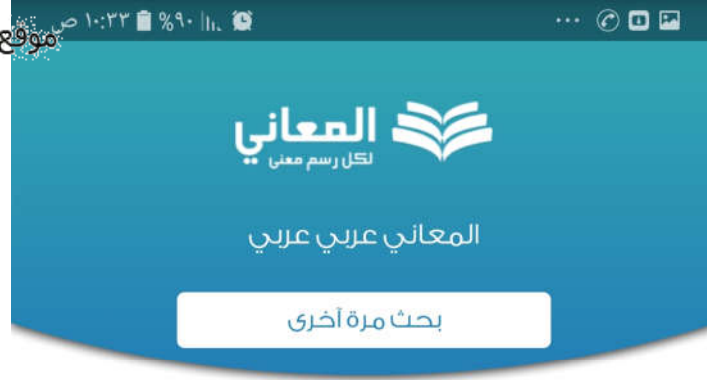 ١٠:٣٣ ص %٩٠
موقع
المعاني
لكل رسم معنى
المعاني عربي عربي
بحث مرة آخرى